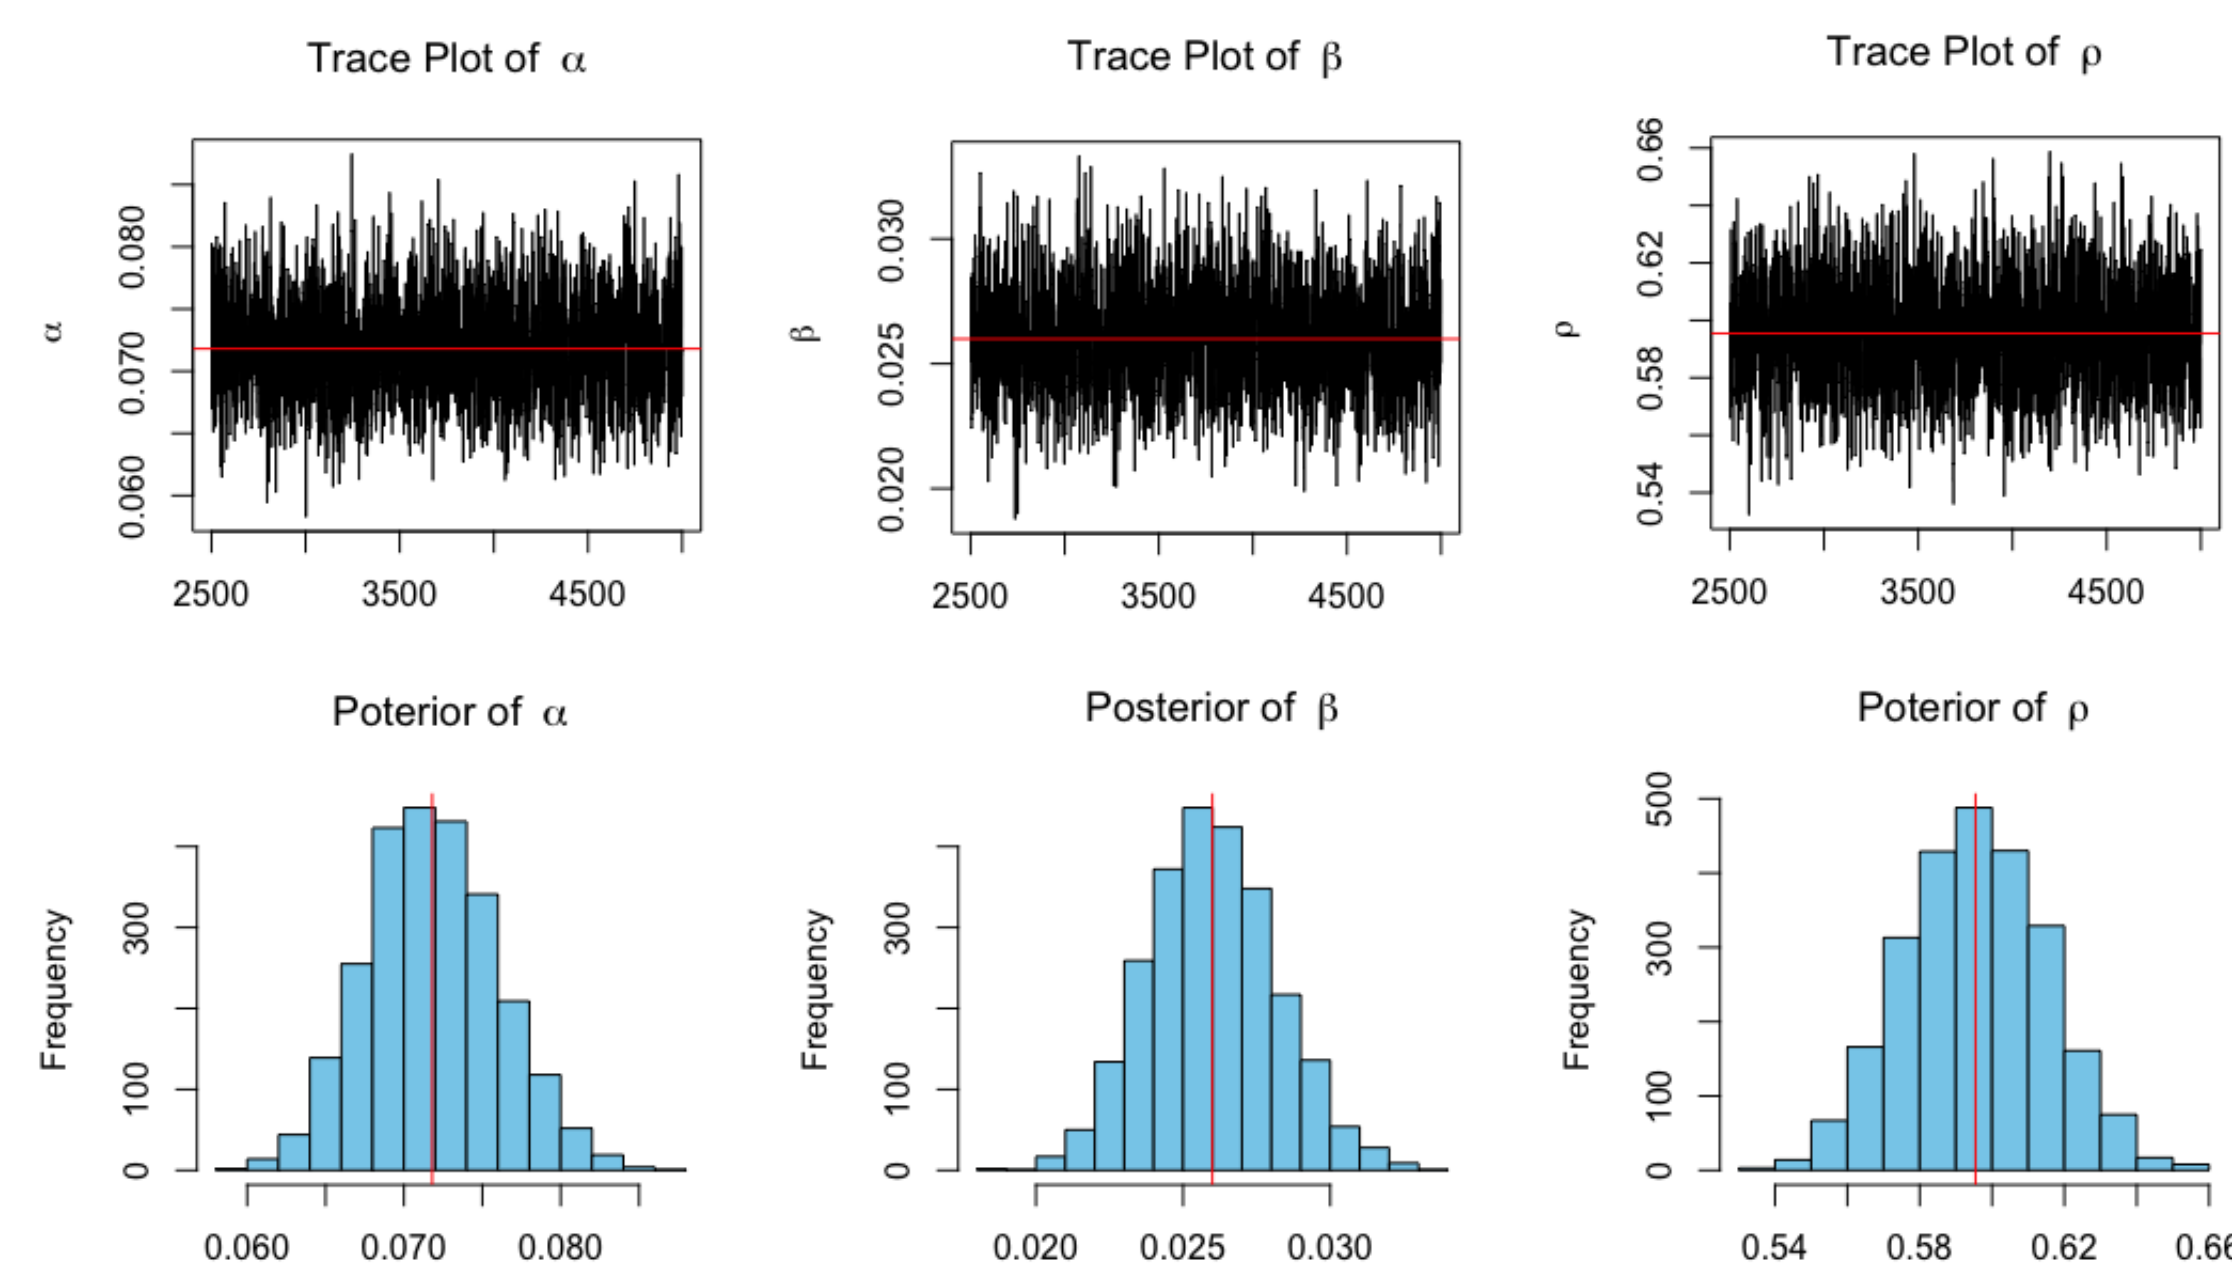 Trace Plot of α
Trace Plot of β
Trace Plot of ρ
α
0.060 0.070 0.080
2500 3500 4500
β
0.020 0.025 0.030
2500 3500 4500
ρ
0.54 0.58 0.62 0.66
2500 3500 4500
Poterior of α
Posterior of β
Poterior of ρ
Frequency
0 100 300
0.060 0.070 0.080
Frequency
0 100 300
0.020 0.025 0.030
Frequency
0 100 300 500
0.54 0.58 0.62 0.66